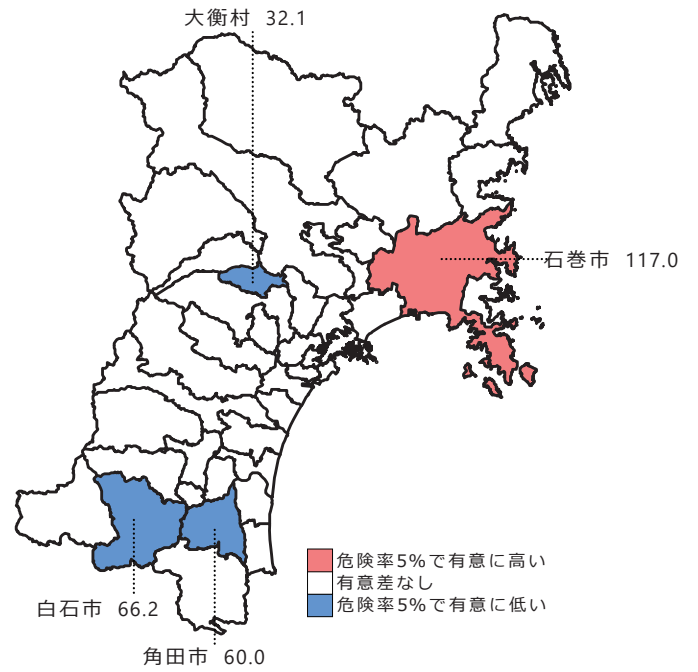 大衡村 32.1
石巻市 117.0
危険率5%で有意に高い
有意差なし
危険率5%で有意に低い
白石市 66.2
角田市 60.0